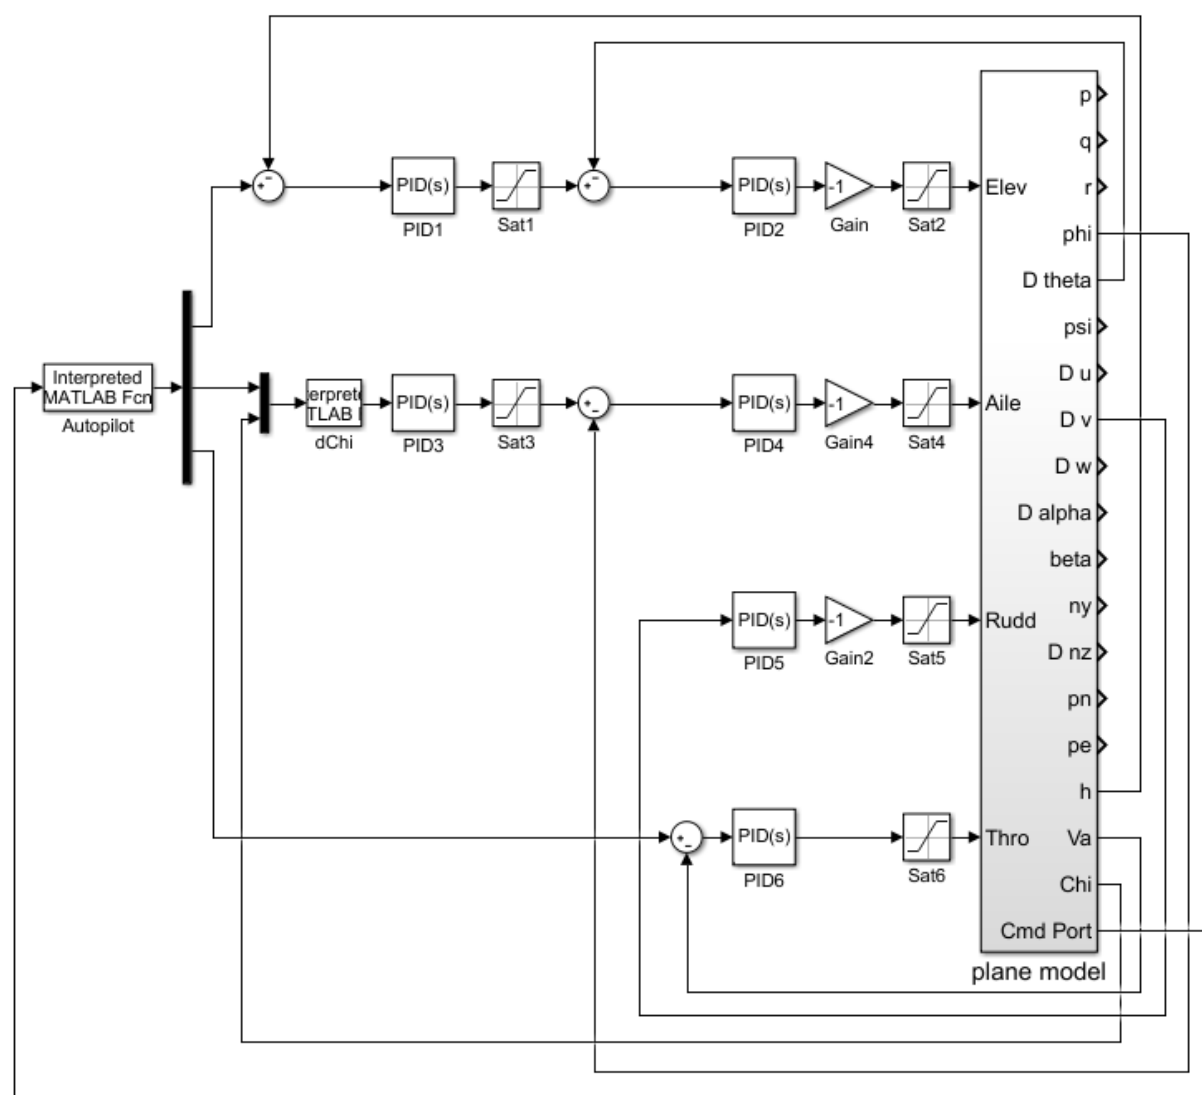 p
q
r
phi
D theta
psi
D u
D v
D w
D alpha
beta
ny
D nz
pn
pe
h
Va
Chi
Cmd Port
Elev
Aile
Rudd
Thro
plane model
PID(s)
PID1
Sat1
PID(s)
PID2
-1
Gain
Sat2
Interpreted
MATLAB Fcn
Autopilot
erprete
TLAB I
dChi
PID(s)
PID3
Sat3
PID(s)
PID4
-1
Gain4
Sat4
PID(s)
PID5
-1
Gain2
Sat5
PID(s)
PID6
Sat6